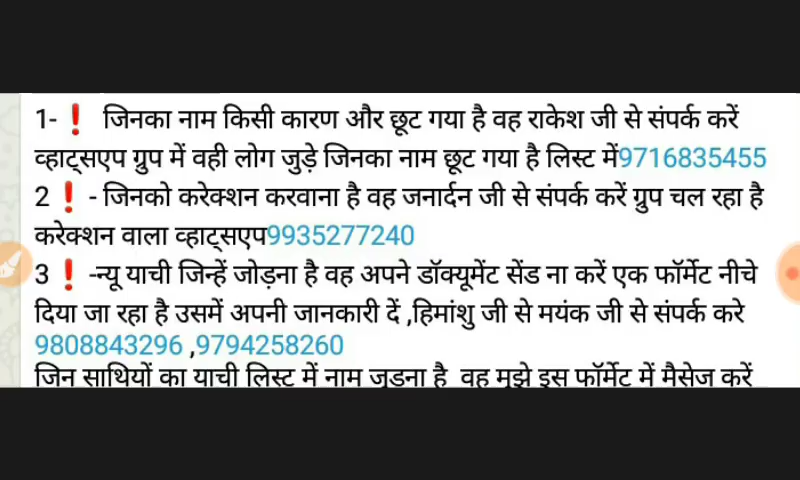 1- ❗ जिनका नाम किसी कारण और छूट गया है वह राकेश जी से संपर्क करें
व्हाट्सएप ग्रुप में वही लोग जुड़े जिनका नाम छूट गया है लिस्ट में9716835455
2 ❗ - जिनको करेक्शन करवाना है वह जनार्दन जी से संपर्क करें ग्रुप चल रहा है
करेक्शन वाला व्हाट्सएप9935277240
3 ❗ -न्यू याची जिन्हें जोड़ना है वह अपने डॉक्यूमेंट सेंड ना करें एक फॉर्मेट नीचे
दिया जा रहा है उसमें अपनी जानकारी दें ,हिमांशु जी से मयंक जी से संपर्क करे
9808843296 ,9794258260
जिन साथियों का याची लिस्ट में नाम जुड़ना है वह मुझे इस फॉर्मेट में मैसेज करें